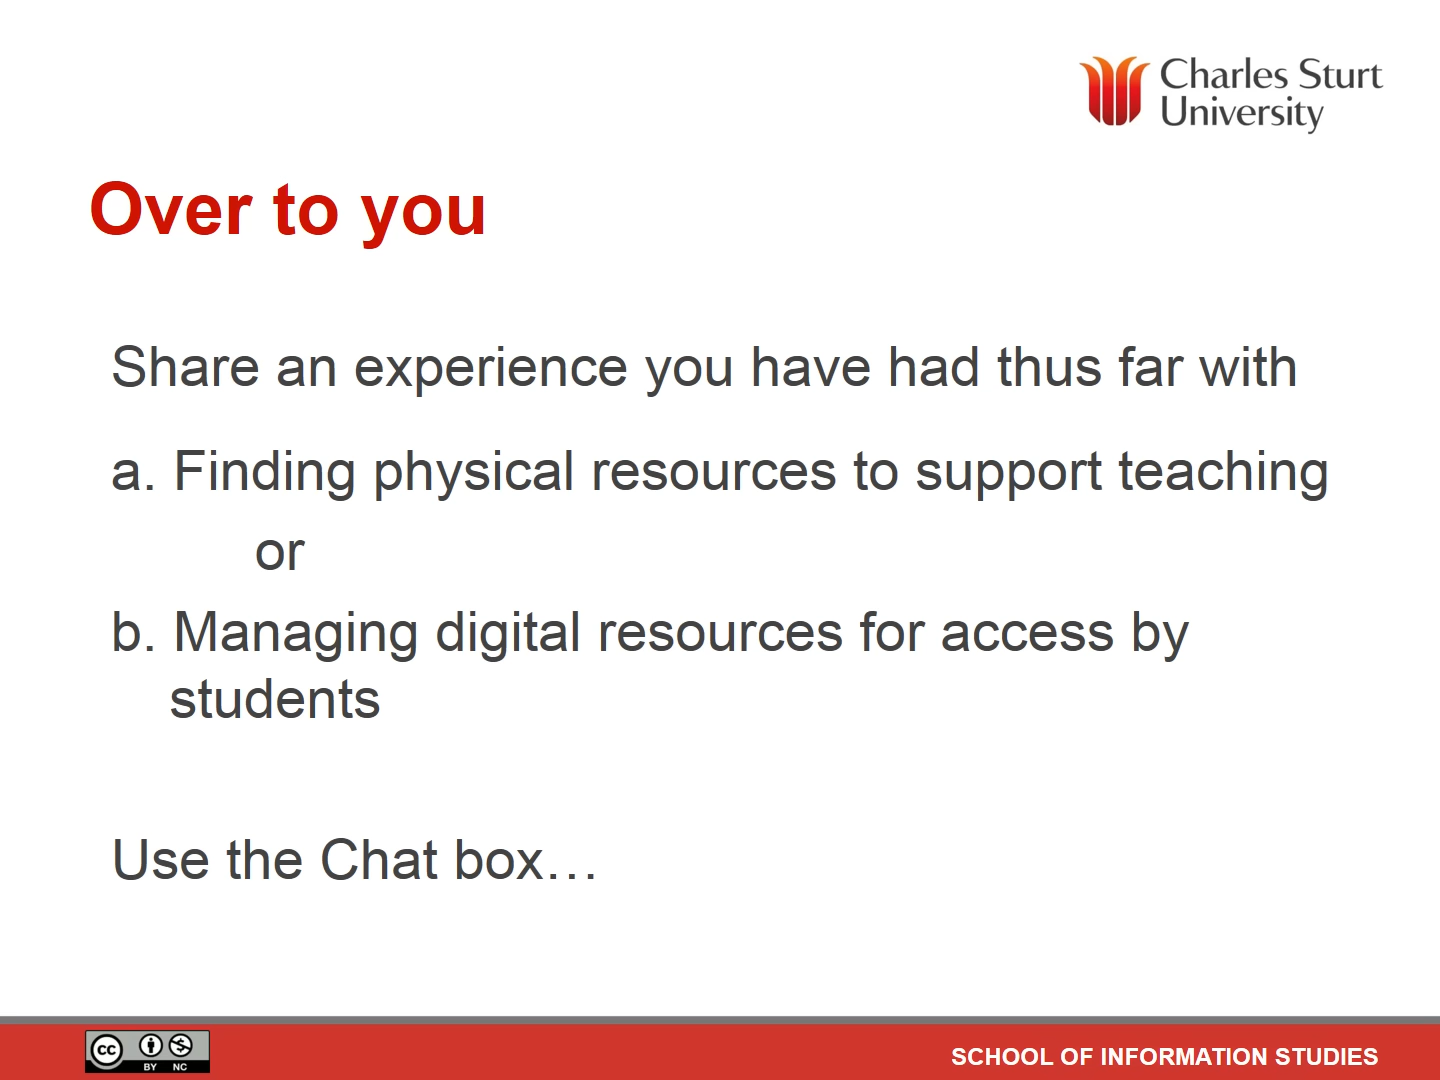 Charles Sturt
University
Over to you
Share an experience you have had thus far with
a. Finding physical resources to support teaching
or
b. Managing digital resources for access by
students
Use the Chat box…
cc
BY NC
SCHOOL OF INFORMATION STUDIES